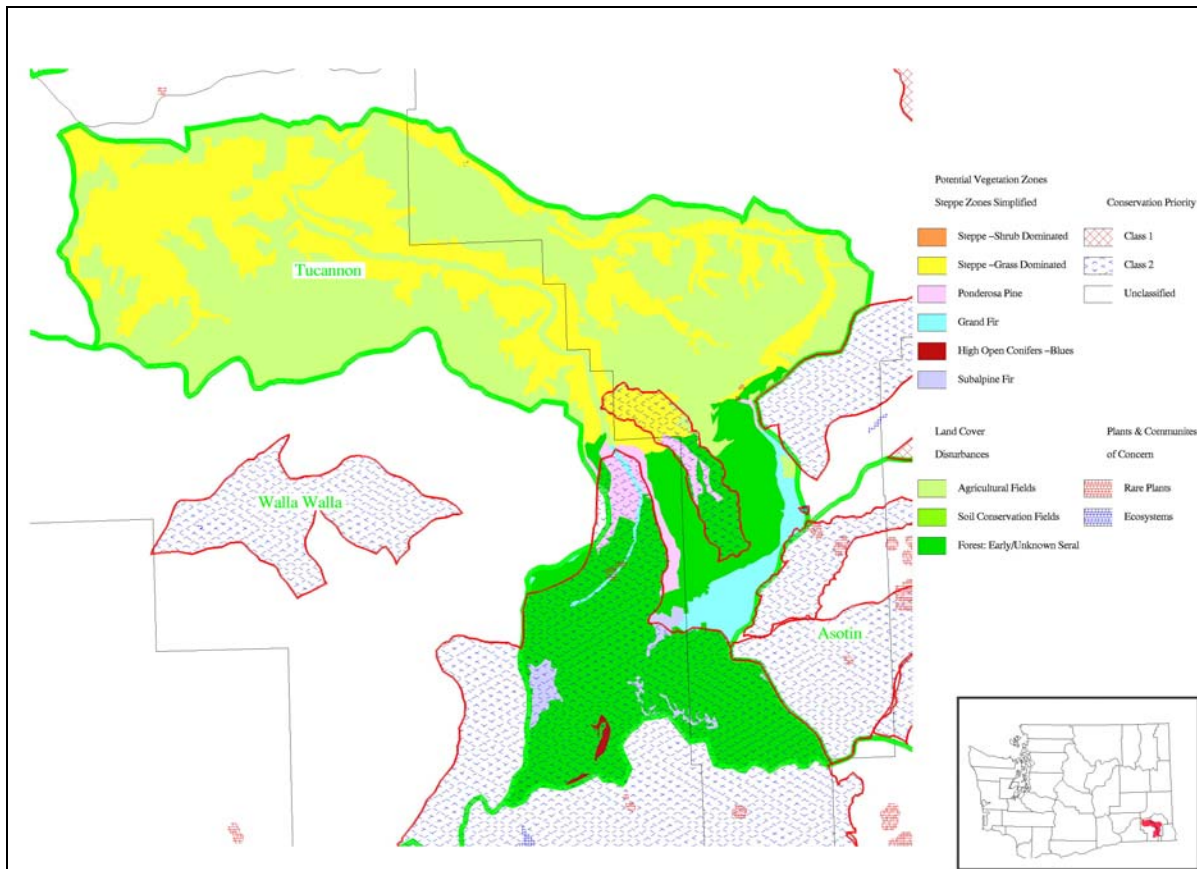 Tucannon
Walla Walla
Asotin
Potential Vegetation Zones
Steppe Zones Simplified
Steppe –Shrub Dominated
Steppe –Grass Dominated
Ponderosa Pine
Grand Fir
High Open Conifers –Blues
Subalpine Fir
Conservation Priority
Class 1
Class 2
Unclassified
Land Cover
Disturbances
Agricultural Fields
Soil Conservation Fields
Forest: Early/Unknown Seral
Plants & Communites
of Concern
Rare Plants
Ecosystems